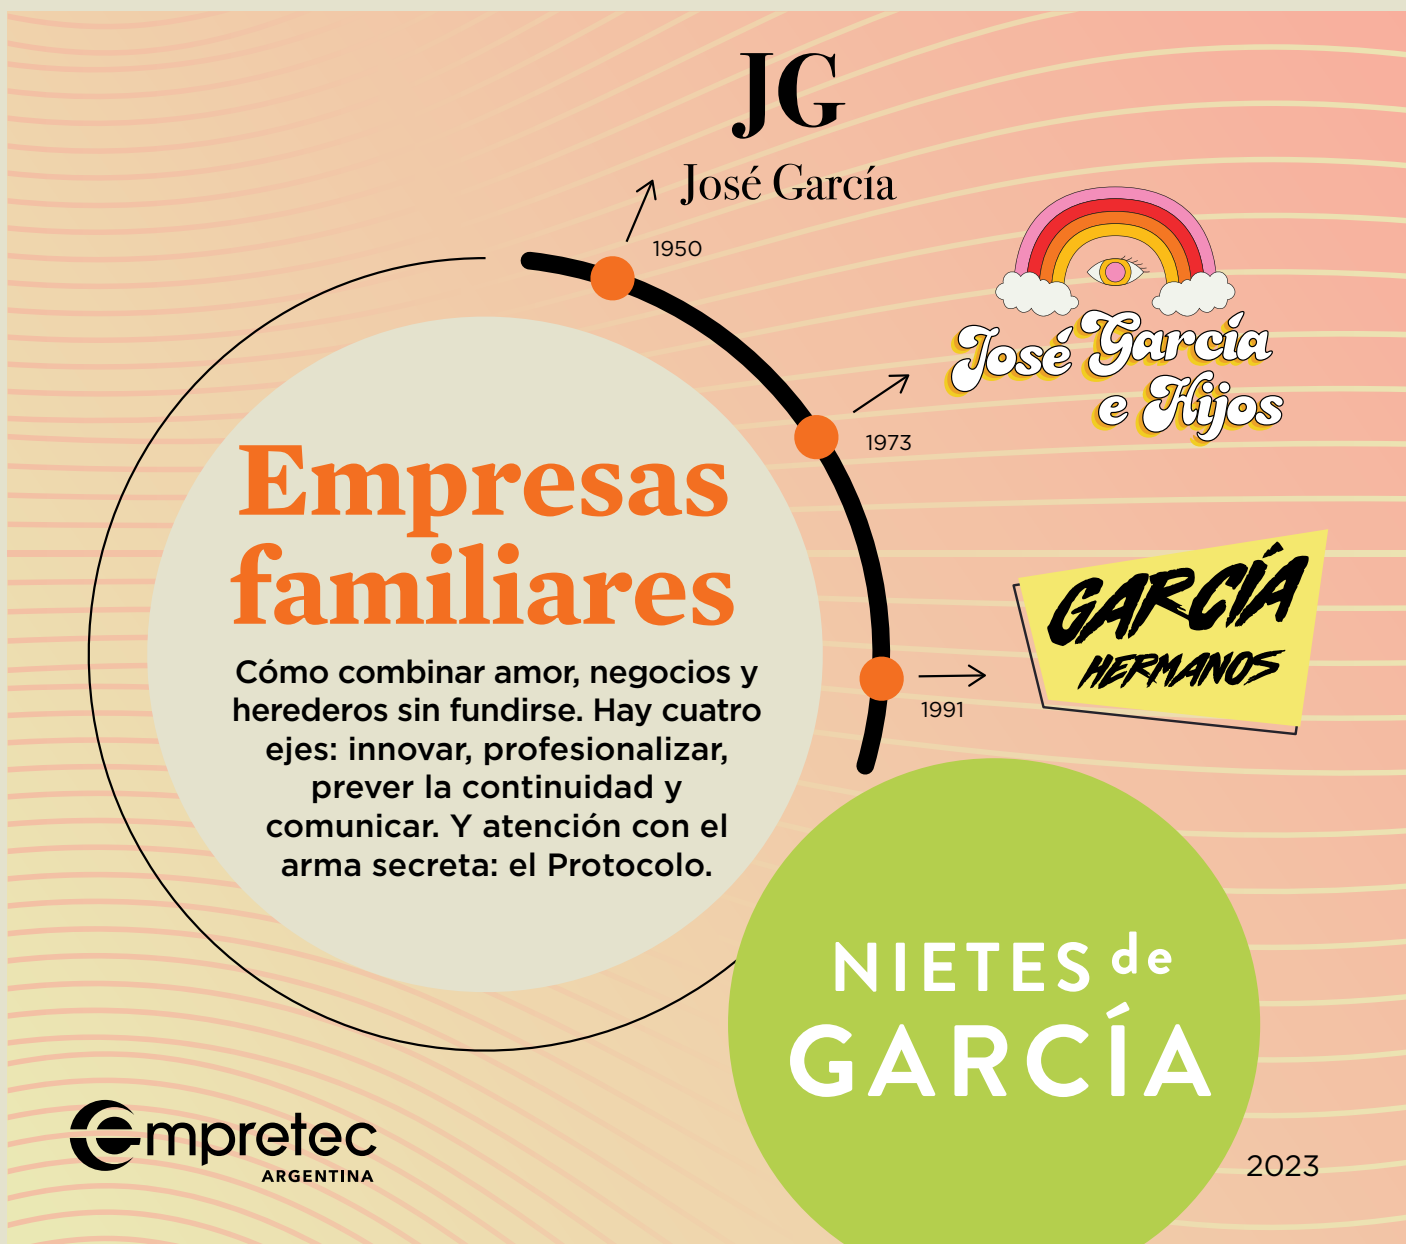 JG
José García
1950
José García
e Hijos
1973
Empresas
familiares
Cómo combinar amor, negocios y
herederos sin fundirse. Hay cuatro
ejes: innovar, profesionalizar,
prever la continuidad y
comunicar. Y atención con el
arma secreta: el Protocolo.
GARCÍA
HERMANOS
1991
NIETES de
GARCÍA
2023
empretec
ARGENTINA